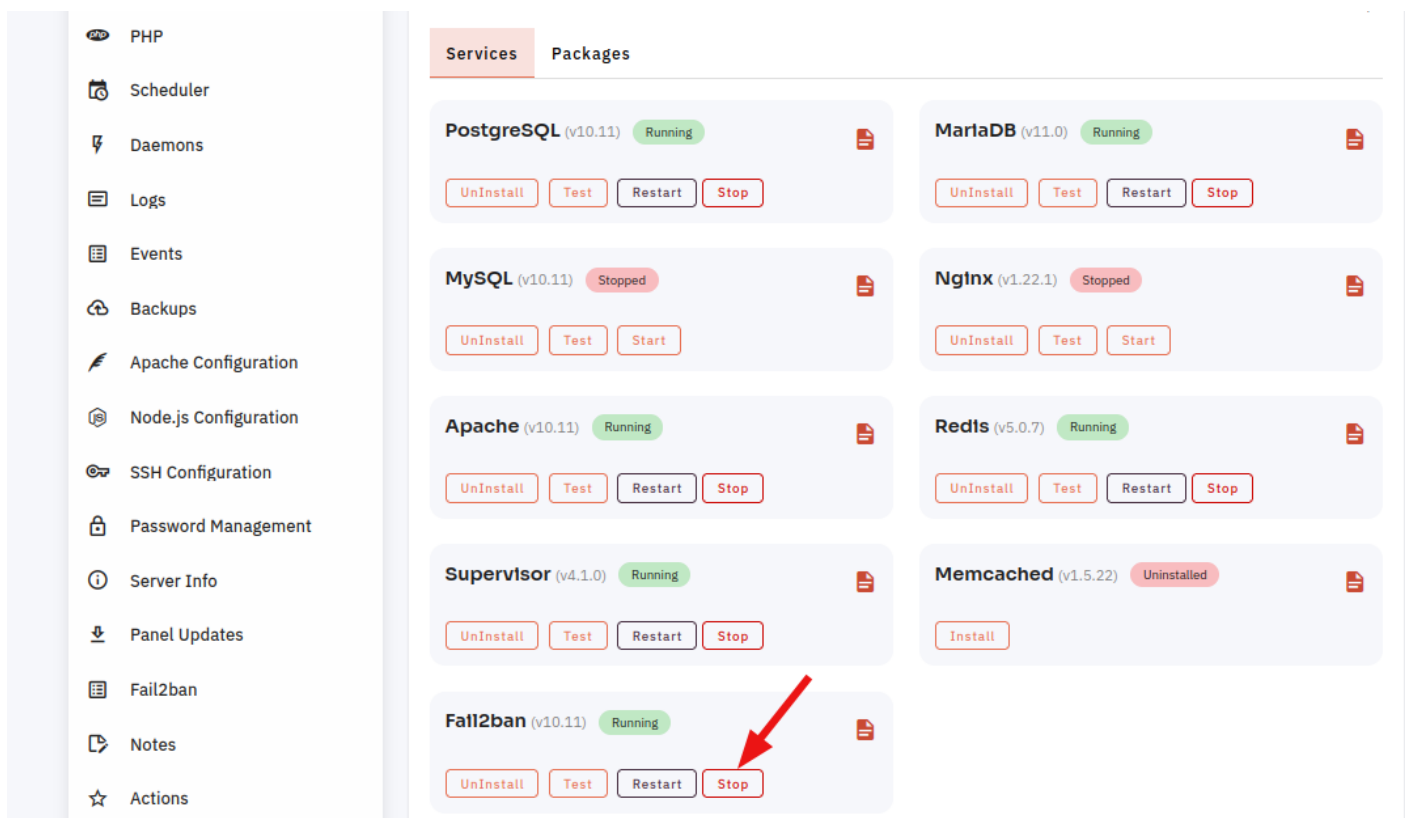 PHP
Scheduler
Daemons
Logs
Events
Backups
Apache Configuration
Node.js Configuration
SSH Configuration
Password Management
Server Info
Panel Updates
Fail2ban
Notes
Actions
Services Packages
PostgreSQL (v10.11) Running
UnInstall Test Restart Stop
MariaDB (v11.0) Running
UnInstall Test Restart Stop
MySQL (v10.11) Stopped
UnInstall Test Start
Nginx (v1.22.1) Stopped
UnInstall Test Start
Apache (v10.11) Running
UnInstall Test Restart Stop
Redis (v5.0.7) Running
UnInstall Test Restart Stop
Supervisor (v4.1.0) Running
UnInstall Test Restart Stop
Memcached (v1.5.22) Uninstalled
Install
Fail2ban (v10.11) Running
UnInstall Test Restart Stop